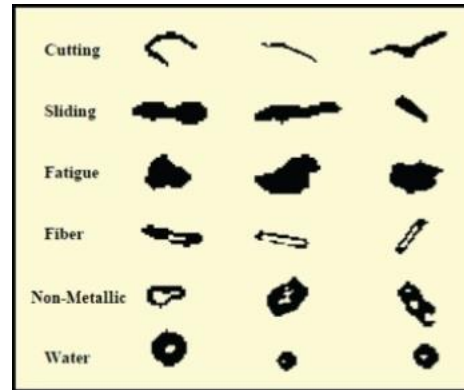 Cutting
Sliding
Fatigue
Fiber
Non-Metallic
Water